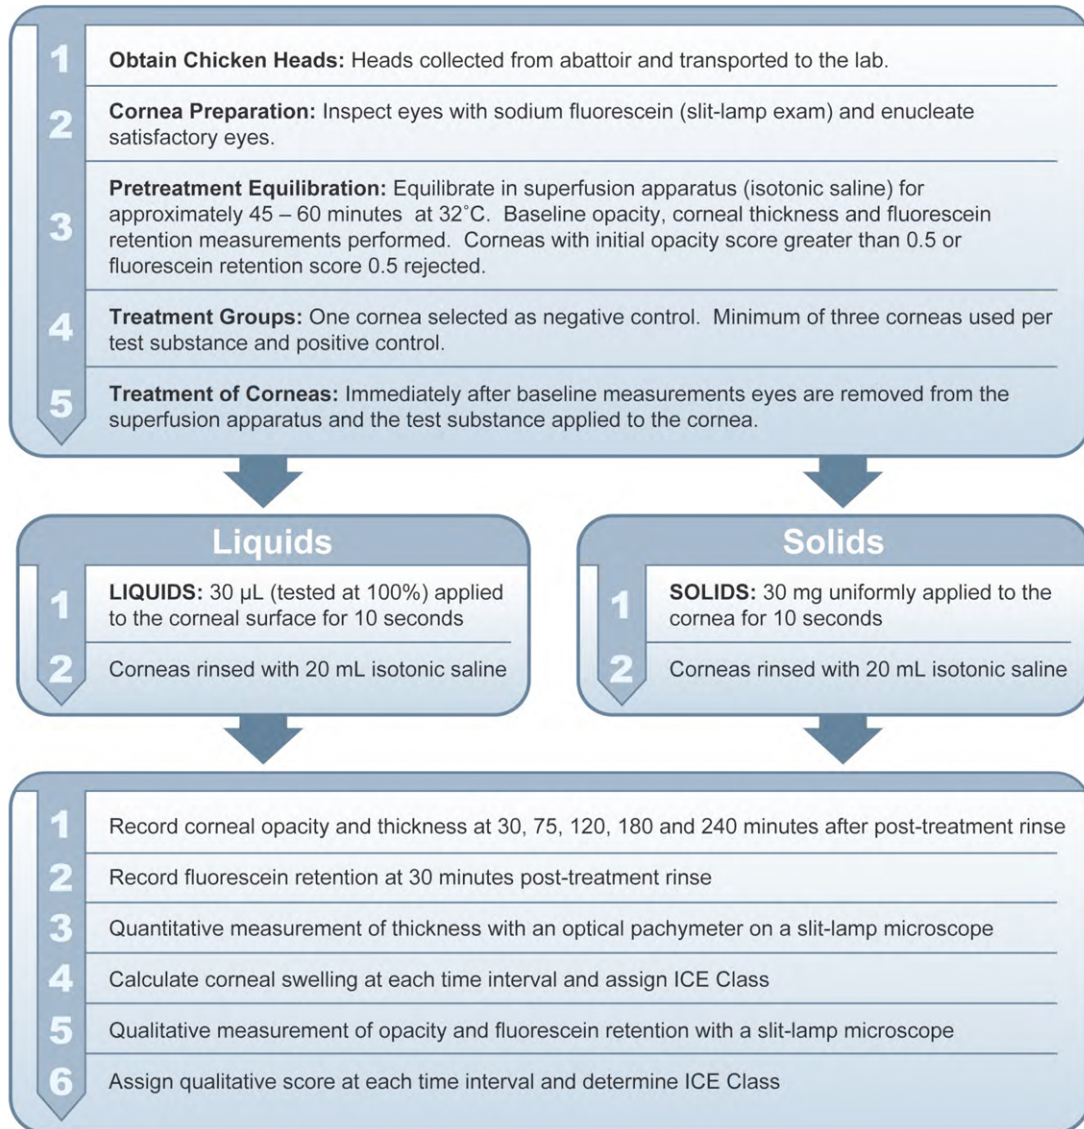 1
Obtain Chicken Heads: Heads collected from abattoir and transported to the lab.
2
Cornea Preparation: Inspect eyes with sodium fluorescein (slit-lamp exam) and enucleate
satisfactory eyes.
3
Pretreatment Equilibration: Equilibrate in superfusion apparatus (isotonic saline) for
approximately 45 – 60 minutes at 32˚C. Baseline opacity, corneal thickness and fluorescein
retention measurements performed. Corneas with initial opacity score greater than 0.5 or
fluorescein retention score 0.5 rejected.
4
Treatment Groups: One cornea selected as negative control. Minimum of three corneas used per
test substance and positive control.
5
Treatment of Corneas: Immediately after baseline measurements eyes are removed from the
superfusion apparatus and the test substance applied to the cornea.
Liquids
1
LIQUIDS: 30 µL (tested at 100%) applied
to the corneal surface for 10 seconds
2
Corneas rinsed with 20 mL isotonic saline
Solids
1
SOLIDS: 30 mg uniformly applied to the
cornea for 10 seconds
2
Corneas rinsed with 20 mL isotonic saline
1
Record corneal opacity and thickness at 30, 75, 120, 180 and 240 minutes after post-treatment rinse
2
Record fluorescein retention at 30 minutes post-treatment rinse
3
Quantitative measurement of thickness with an optical pachymeter on a slit-lamp microscope
4
Calculate corneal swelling at each time interval and assign ICE Class
5
Qualitative measurement of opacity and fluorescein retention with a slit-lamp microscope
6
Assign qualitative score at each time interval and determine ICE Class